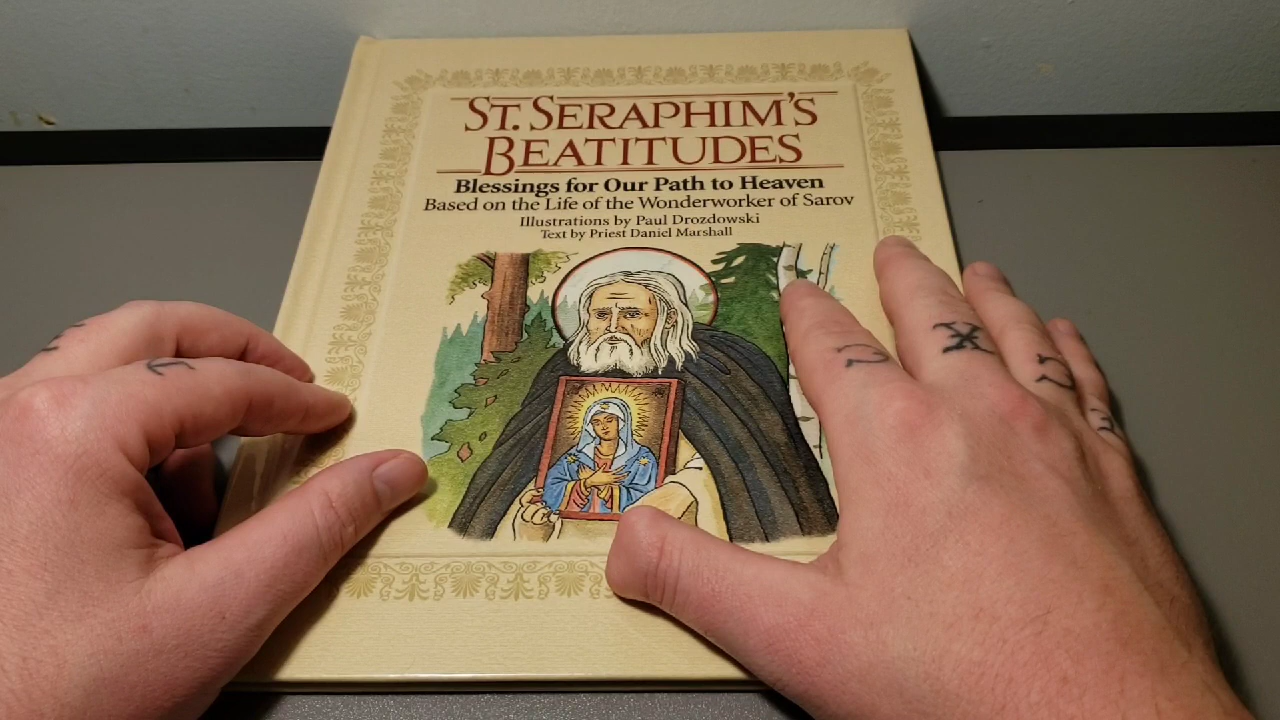 ST. SERAPHIM'S
BEATITUDES
Blessings for Our Path to Heaven
Based on the Life of the Wonderworker of Sarov
Illustrations by Paul Drozdowski
Text by Priest Daniel Marshall